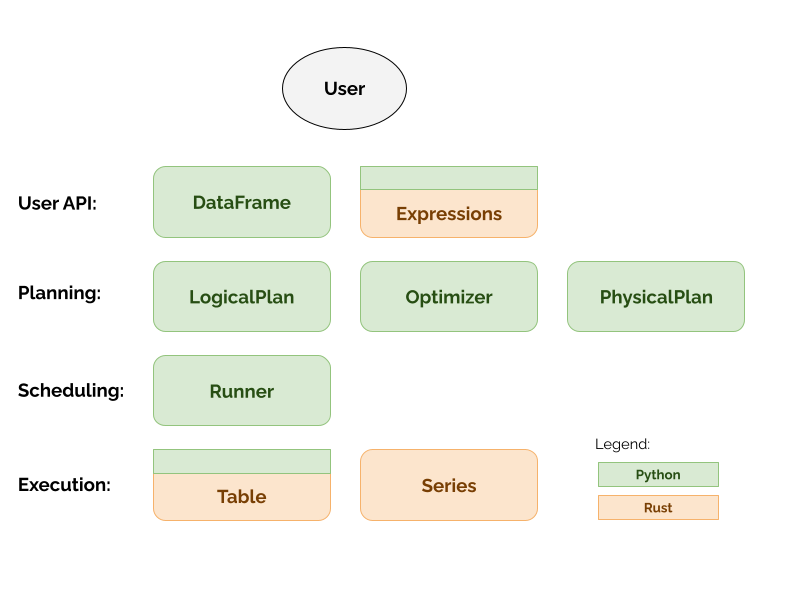 User
User API:
DataFrame
Expressions
Planning:
LogicalPlan
Optimizer
PhysicalPlan
Scheduling:
Runner
Execution:
Table
Series
Legend:
Python
Rust